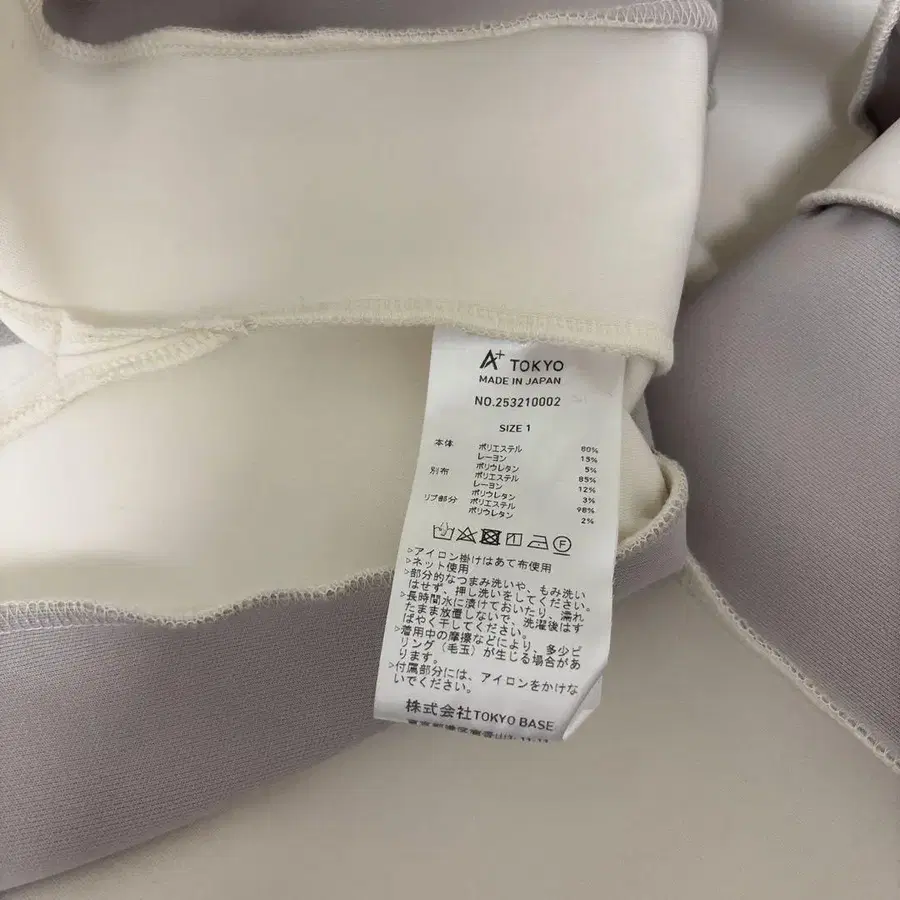 A+ TOKYO
MADE IN JAPAN
NO.253210002
SIZE 1
本体 ポリエステル 80%
レーヨン 15%
ポリウレタン 5%
別布 ポリエステル 85%
レーヨン 12%
ポリウレタン 3%
リブ部分 ポリエステル 98%
ポリウレタン 2%
F
>アイロン掛けはあて布使用
>ネット使用
>部分的なつまみ洗いや、もみ洗い
はせず、押し洗いをしてください。
>長時間水に漬けておいたり、濡れ
たまま放置しないで、洗濯後はす
ばやく干してください。
>着用中の摩擦などにより、多少ピ
リング(毛玉)が生じる場合があ
ります。
>付属部分には、アイロンをかけな
いでください。
株式会社TOKYO BASE